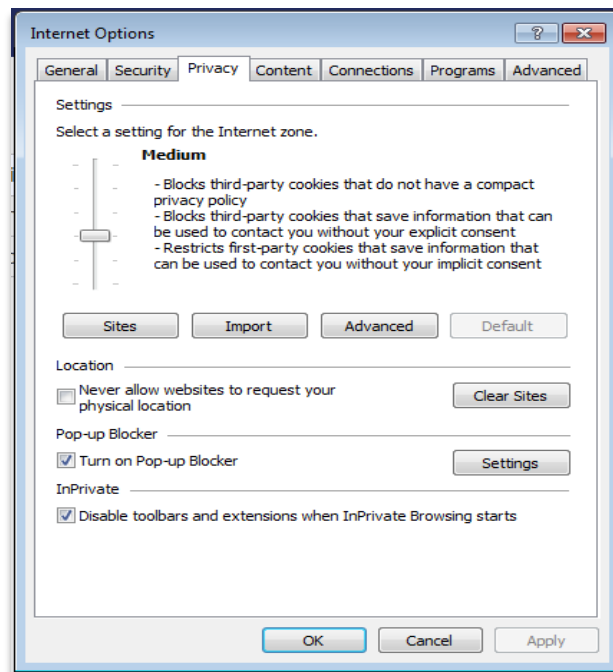 Internet Options
General Security Privacy Content Connections Programs Advanced
Settings
Select a setting for the Internet zone.
Medium
- Blocks third-party cookies that do not have a compact
privacy policy
- Blocks third-party cookies that save information that can
be used to contact you without your explicit consent
- Restricts first-party cookies that save information that
can be used to contact you without your implicit consent
Sites Import Advanced Default
Location
Never allow websites to request your
physical location
Clear Sites
Pop-up Blocker
Turn on Pop-up Blocker
Settings
InPrivate
Disable toolbars and extensions when InPrivate Browsing starts
OK Cancel Apply